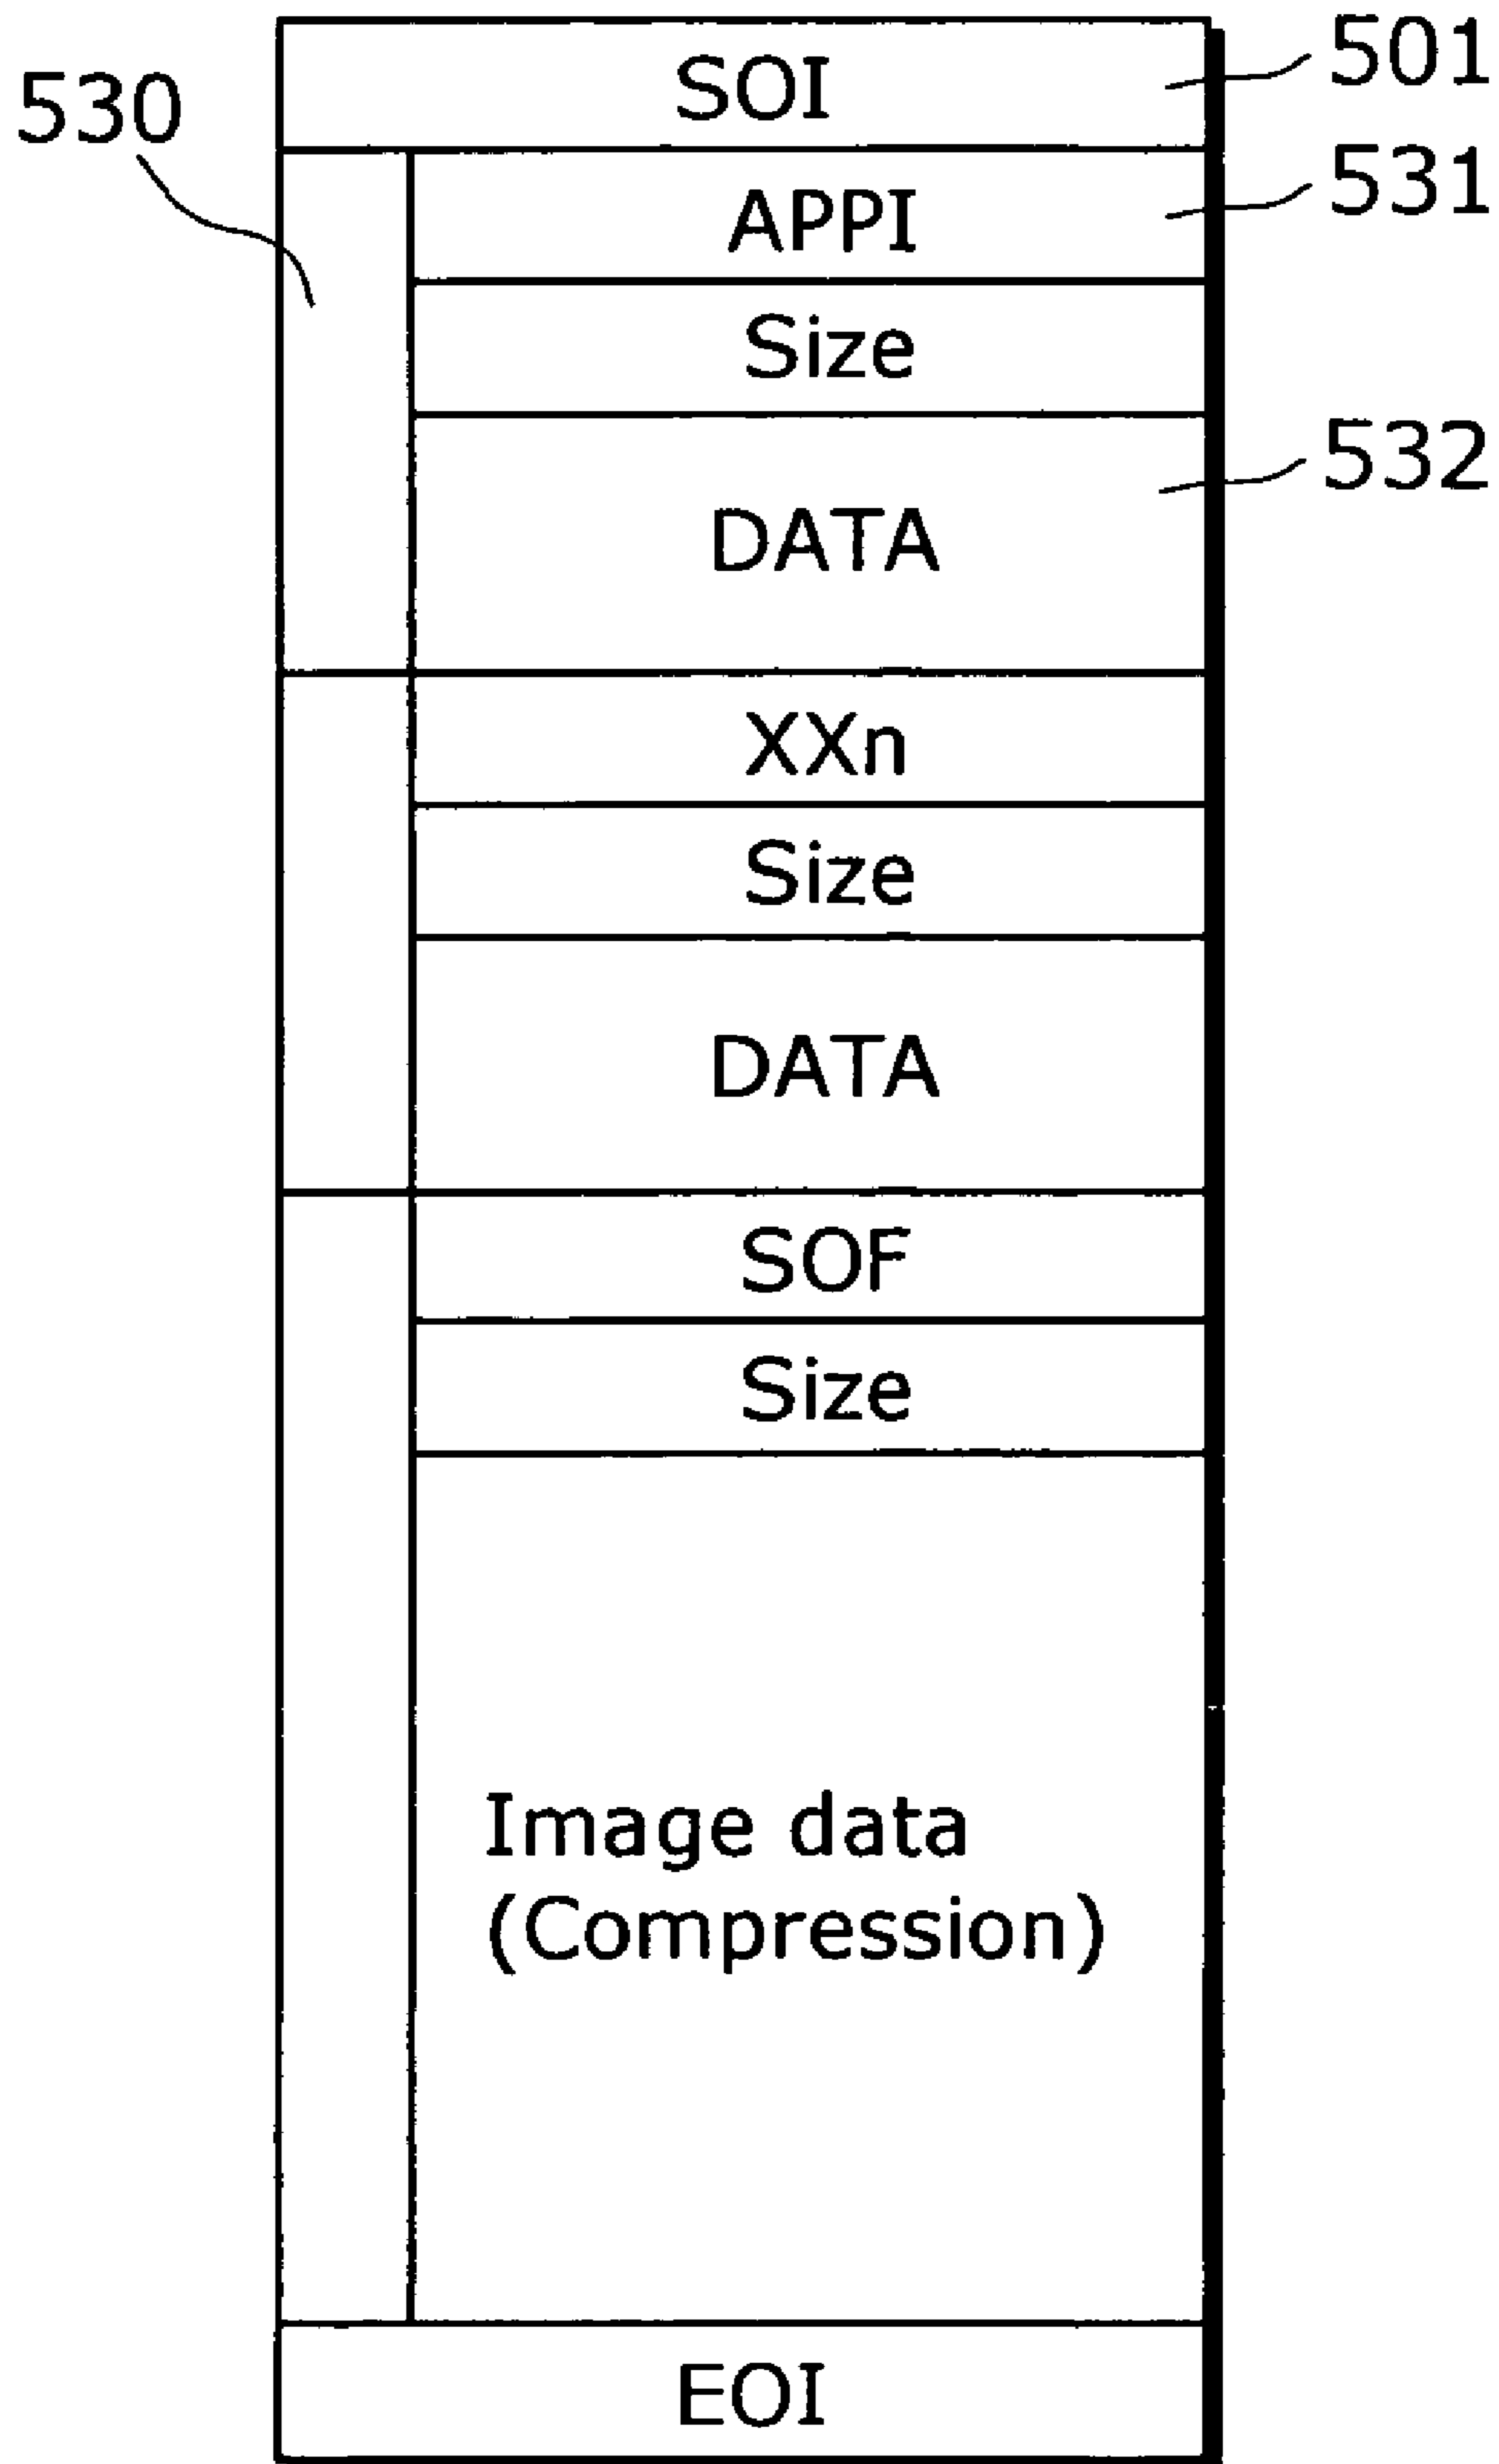 SOI
501
530
APPI
531
Size
DATA
532
XXn
Size
DATA
SOF
Size
Image data
(Compression)
EOI